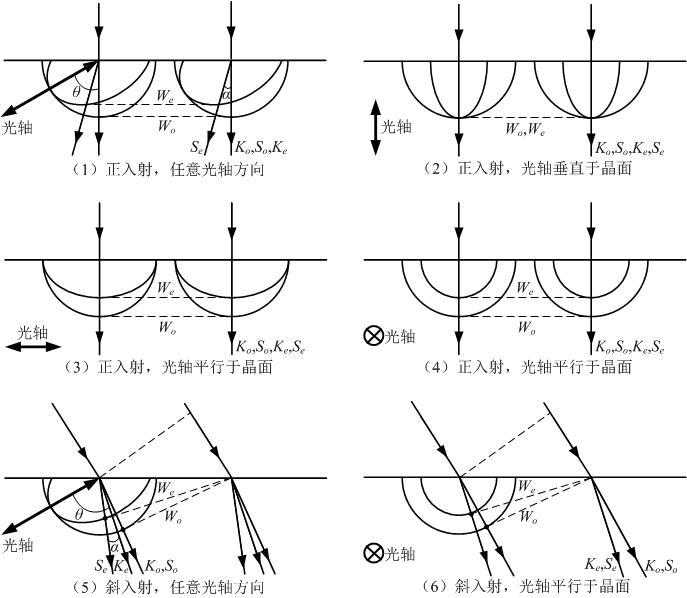 θ
W_e
α
光轴
W_o
S_e
K_o,S_o,K_e
(1)正入射，任意光轴方向
光轴
W_o,W_e
K_o,S_o,K_e,S_e
(2)正入射，光轴垂直于晶面
W_e
光轴
W_o
K_o,S_o,K_e,S_e
(3)正入射，光轴平行于晶面
W_e
W_o
光轴
K_o,S_o,K_e,S_e
(4)正入射，光轴平行于晶面
W_e
θ
W_o
光轴
α
S_e K_e K_o,S_o
(5)斜入射，任意光轴方向
W_e
W_o
光轴
K_e,S_e K_o,S_o
(6)斜入射，光轴平行于晶面